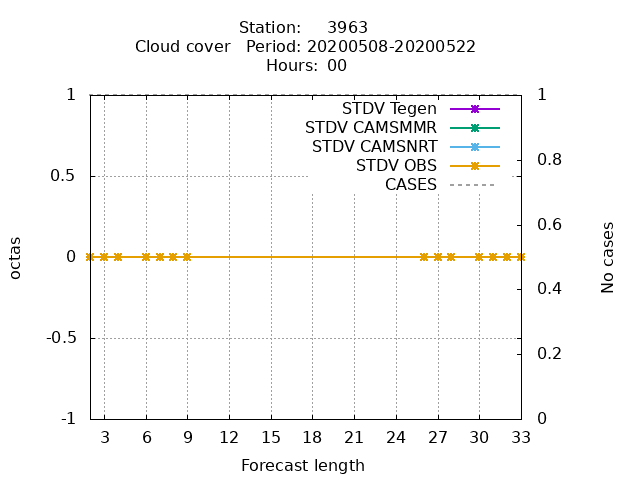 Station: 3963
Cloud cover Period: 20200508-20200522
Hours: 00
STDV Tegen
STDV CAMSMMR
STDV CAMSNRT
STDV OBS
CASES
1
0.5
0
-0.5
-1
octas
1
0.8
0.6
0.4
0.2
0
No cases
3 6 9 12 15 18 21 24 27 30 33
Forecast length